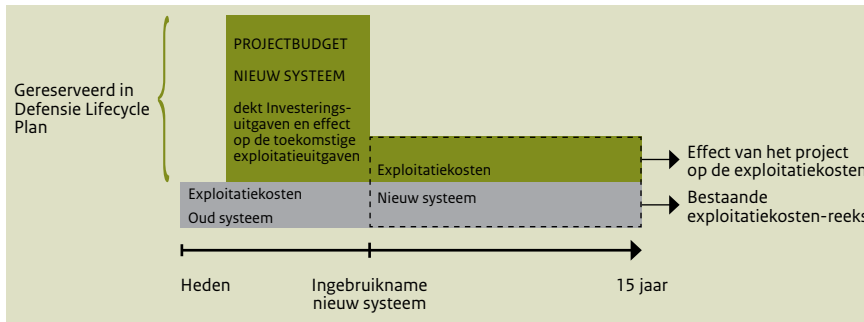 PROJECTBUDGET
NIEUW SYSTEEM
dekt Investerings-
uitgaven en effect
op de toekomstige
exploitatieuitgaven
Gereserveerd in
Defensie Lifecycle
Plan
Exploitatiekosten
Nieuw systeem
Exploitatiekosten
Oud systeem
Effect van het project
op de exploitatiekosten
Bestaande
exploitatiekosten-reeks
Heden
Ingebruikname
nieuw systeem
15 jaar